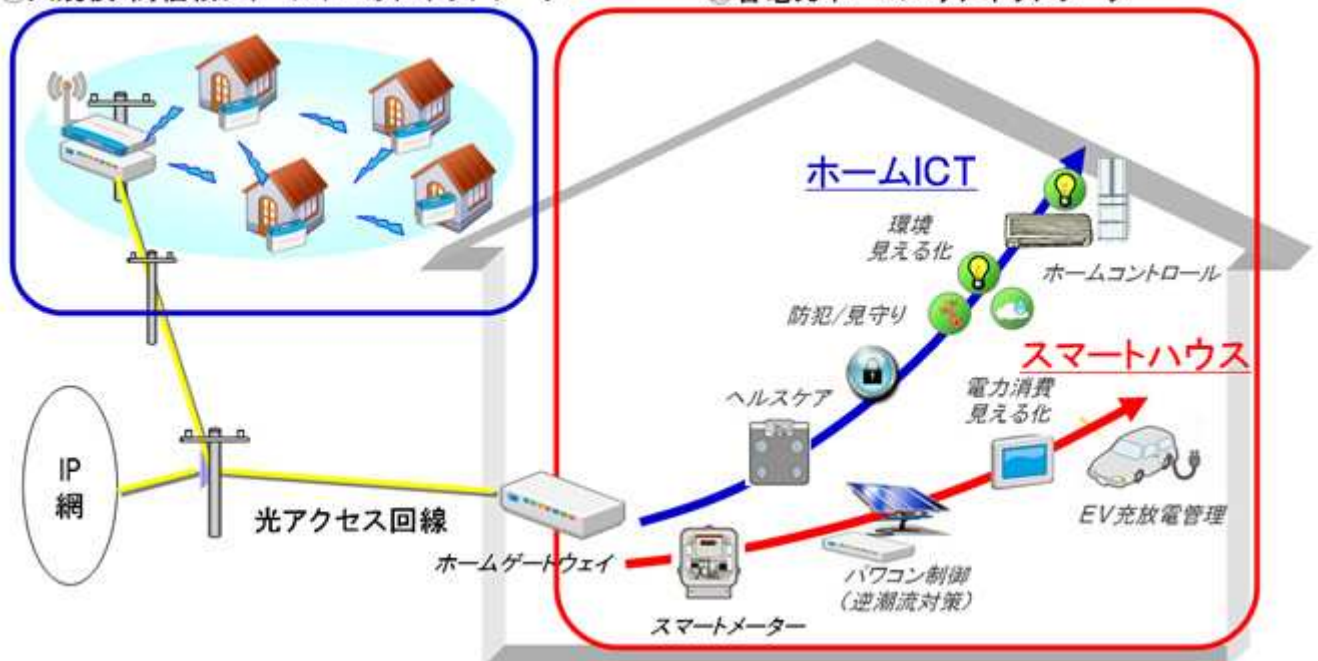 ホームICT
環境
見える化
ホームコントロール
防犯/見守り
スマートハウス
ヘルスケア
電力消費
見える化
IP
網
光アクセス回線
EV充放電管理
ホームゲートウェイ
パワコン制御
(逆潮流対策)
スマートメーター